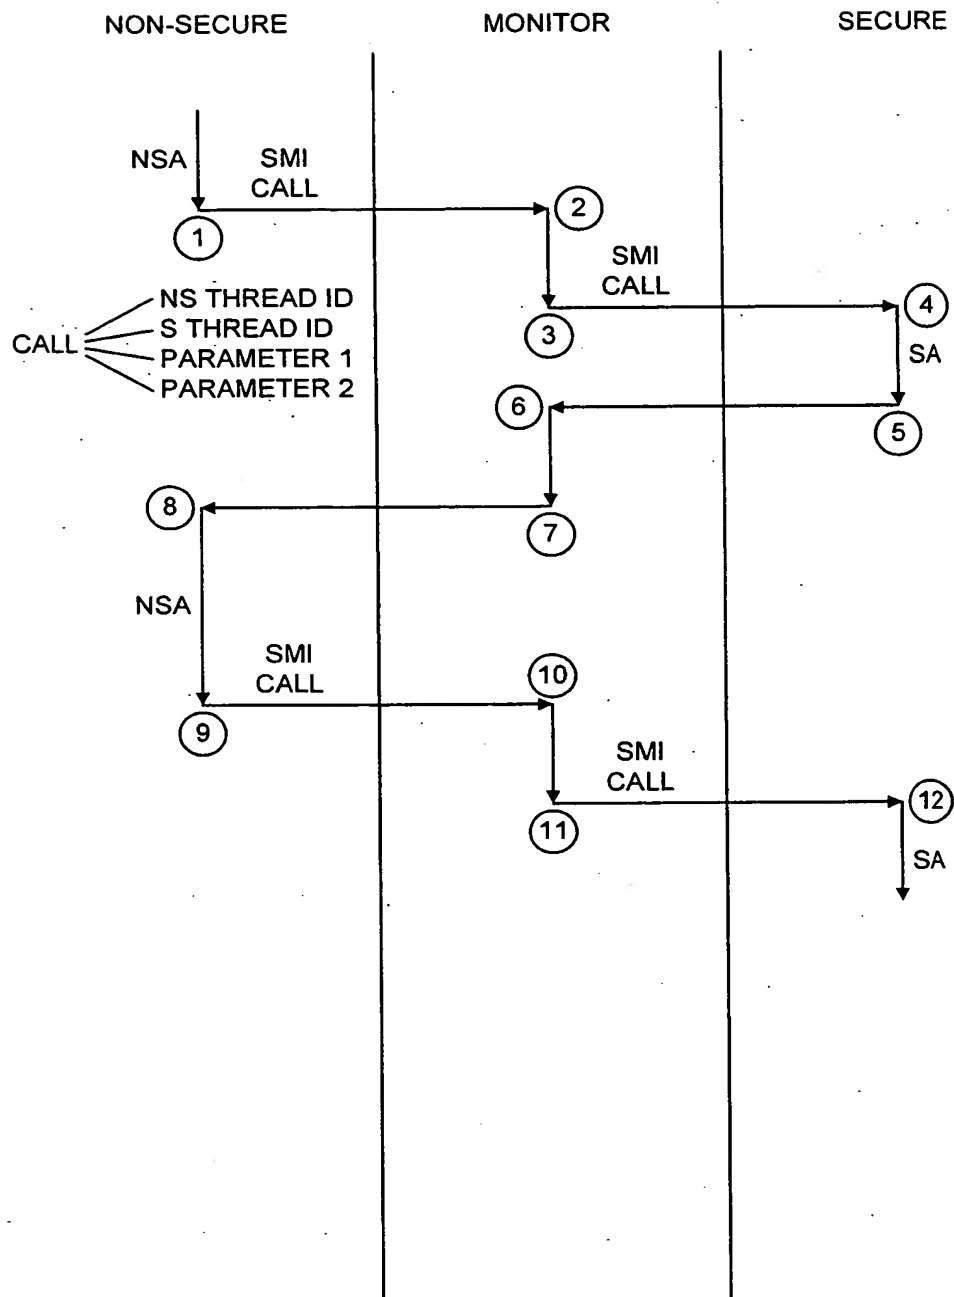 NON-SECURE MONITOR SECURE
NSA
SMI
CALL
1
2
SMI
CALL
3
4
SA
CALL
NS THREAD ID
S THREAD ID
PARAMETER 1
PARAMETER 2
5
6
7
8
NSA
SMI
CALL
9
10
SMI
CALL
11
12
SA